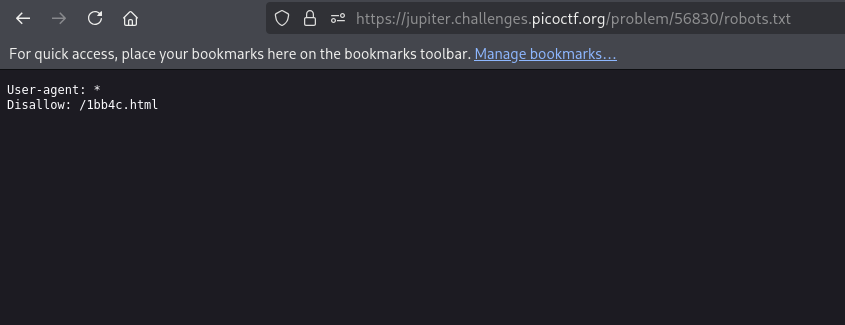 https://jupiter.challenges.picoctf.org/problem/56830/robots.txt
For quick access, place your bookmarks here on the bookmarks toolbar. Manage bookmarks...
User-agent: *
Disallow: /1bb4c.html